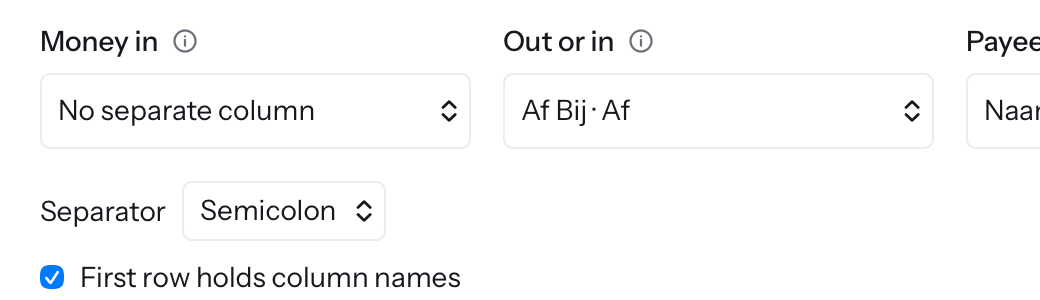 Money in
Out or in
Payee
No separate column
Af Bij · Af
Naar
Separator
Semicolon
First row holds column names